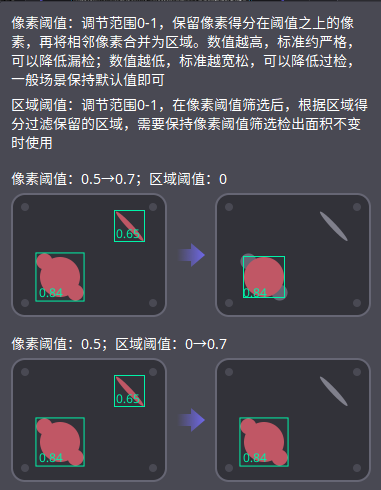 像素阈值：调节范围0-1，保留像素得分在阈值之上的像
素，再将相邻像素合并为区域。数值越高，标准约严格，
可以降低漏检；数值越低，标准越宽松，可以降低过检，
一般场景保持默认值即可
区域阈值：调节范围0-1，在像素阈值筛选后，根据区域得
分过滤保留的区域，需要保持像素阈值筛选检出面积不变
时使用
像素阈值：0.5→0.7；区域阈值：0
0.65
0.84
0.84
像素阈值：0.5；区域阈值：0→0.7
0.65
0.84
0.84